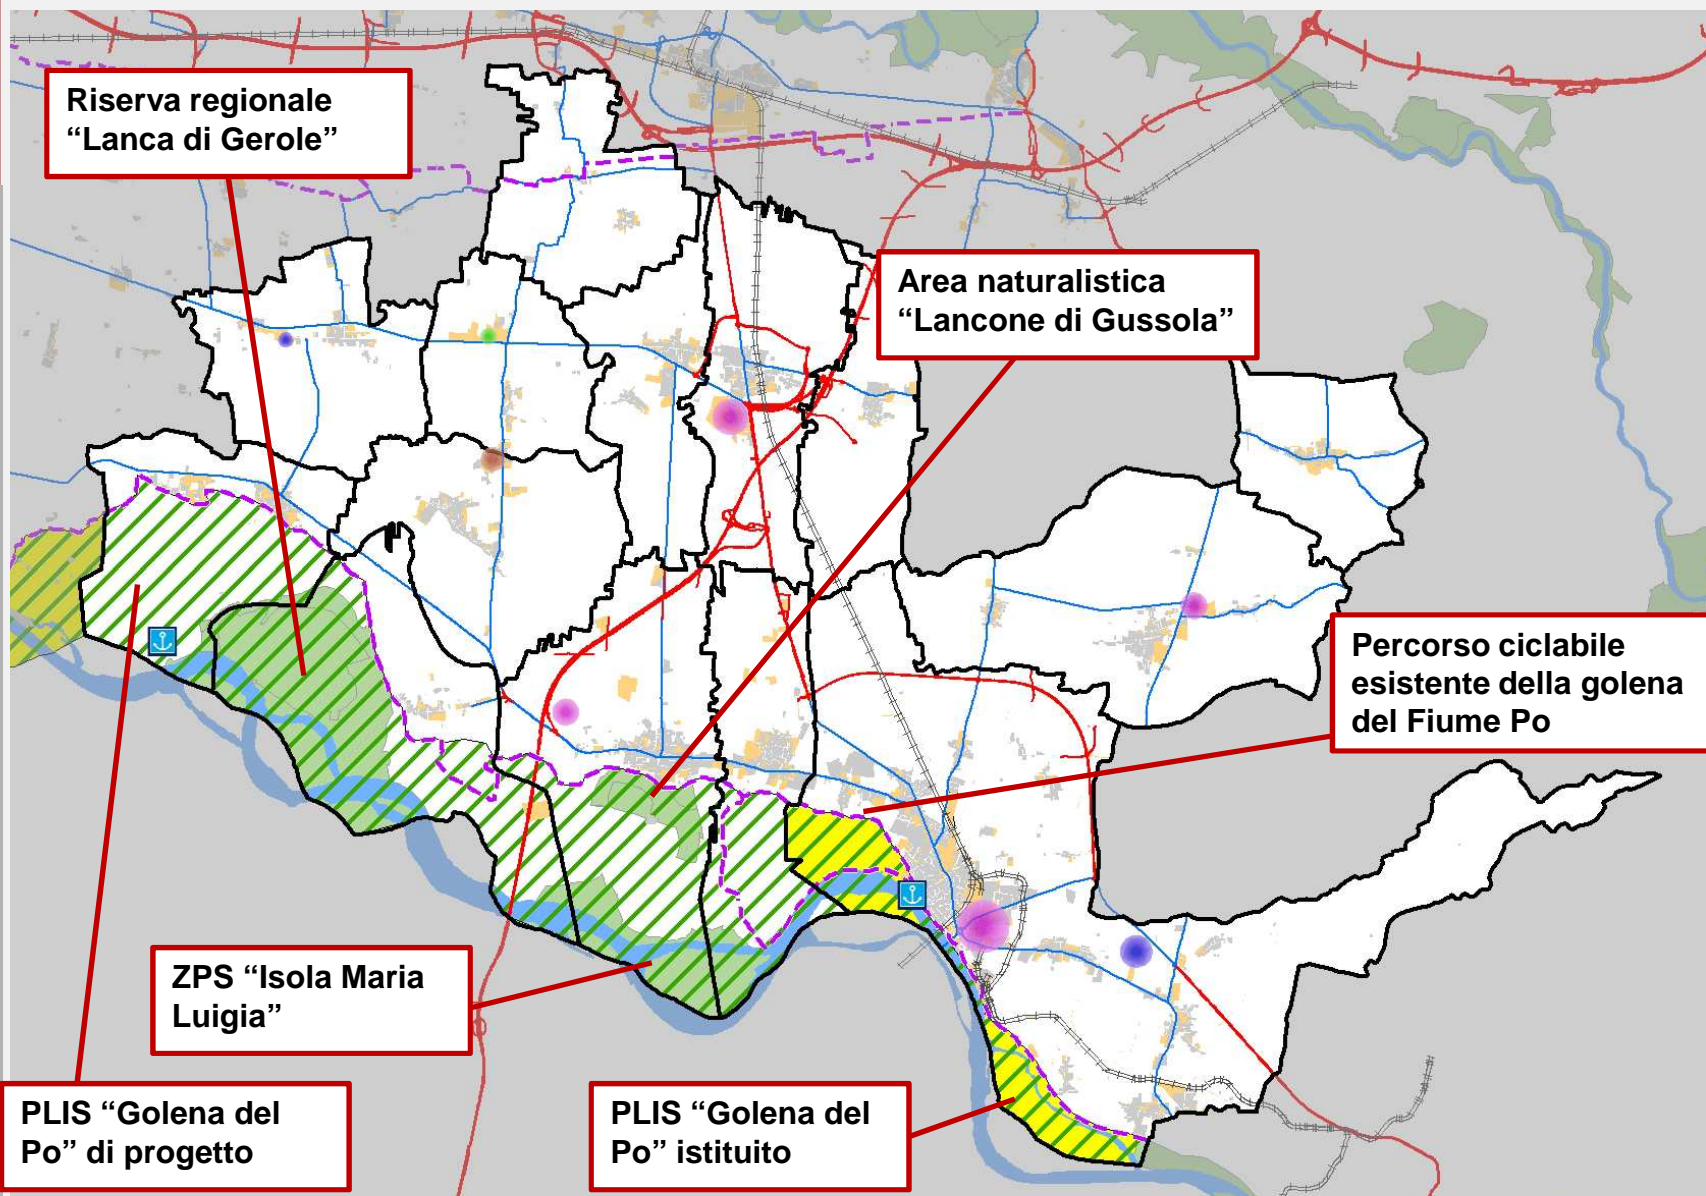 Riserva regionale
“Lanca di Gerole”
Area naturalistica
“Lancone di Gussola”
Percorso ciclabile
esistente della golena
del Fiume Po
ZPS “Isola Maria
Luigia”
PLIS “Golena del
Po” di progetto
PLIS “Golena del
Po” istituito